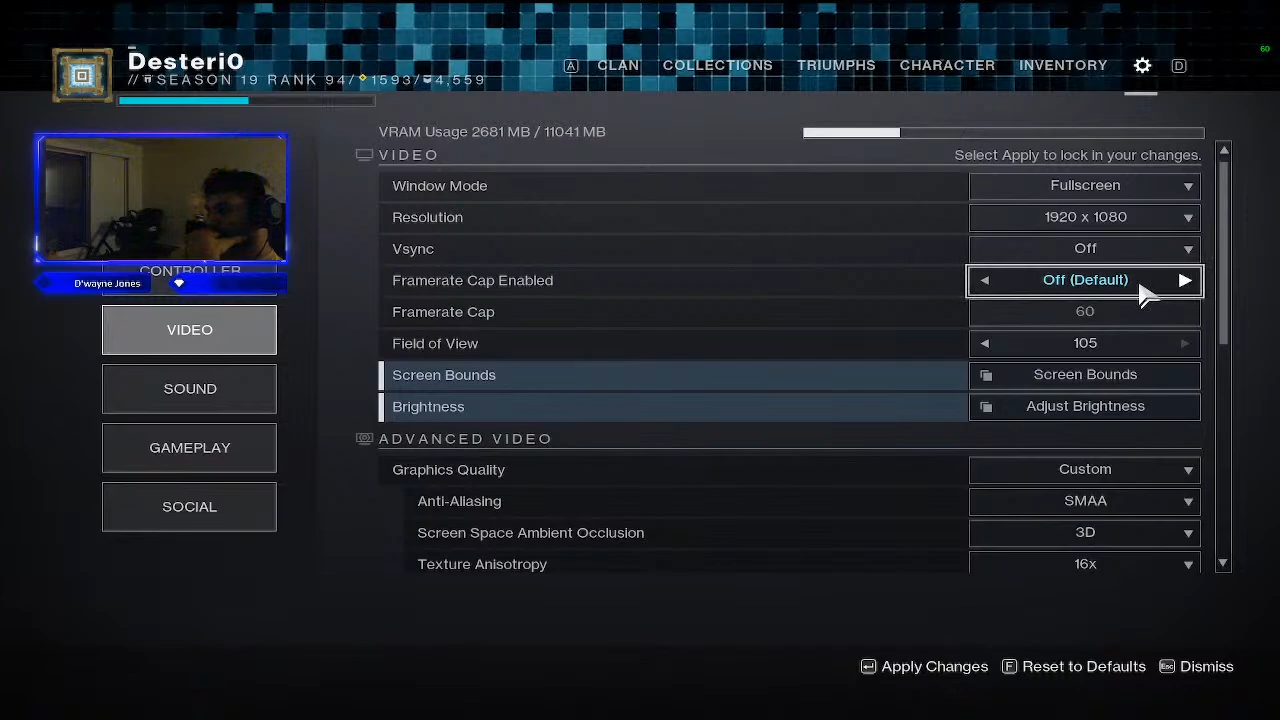 60
Desteri0
// SEASON 19 RANK 94/ 1593/ 4,559
A CLAN COLLECTIONS TRIUMPHS CHARACTER INVENTORY D
VRAM Usage 2681 MB / 11041 MB
VIDEO
Select Apply to lock in your changes.
Window Mode Fullscreen
Resolution 1920 x 1080
Vsync Off
Framerate Cap Enabled Off (Default)
Framerate Cap 60
Field of View 105
Screen Bounds Screen Bounds
Brightness Adjust Brightness
ADVANCED VIDEO
Graphics Quality Custom
Anti-Aliasing SMAA
Screen Space Ambient Occlusion 3D
Texture Anisotropy 16x
CONTROLLER
D'wayne Jones
VIDEO
SOUND
GAMEPLAY
SOCIAL
Apply Changes F Reset to Defaults Esc Dismiss